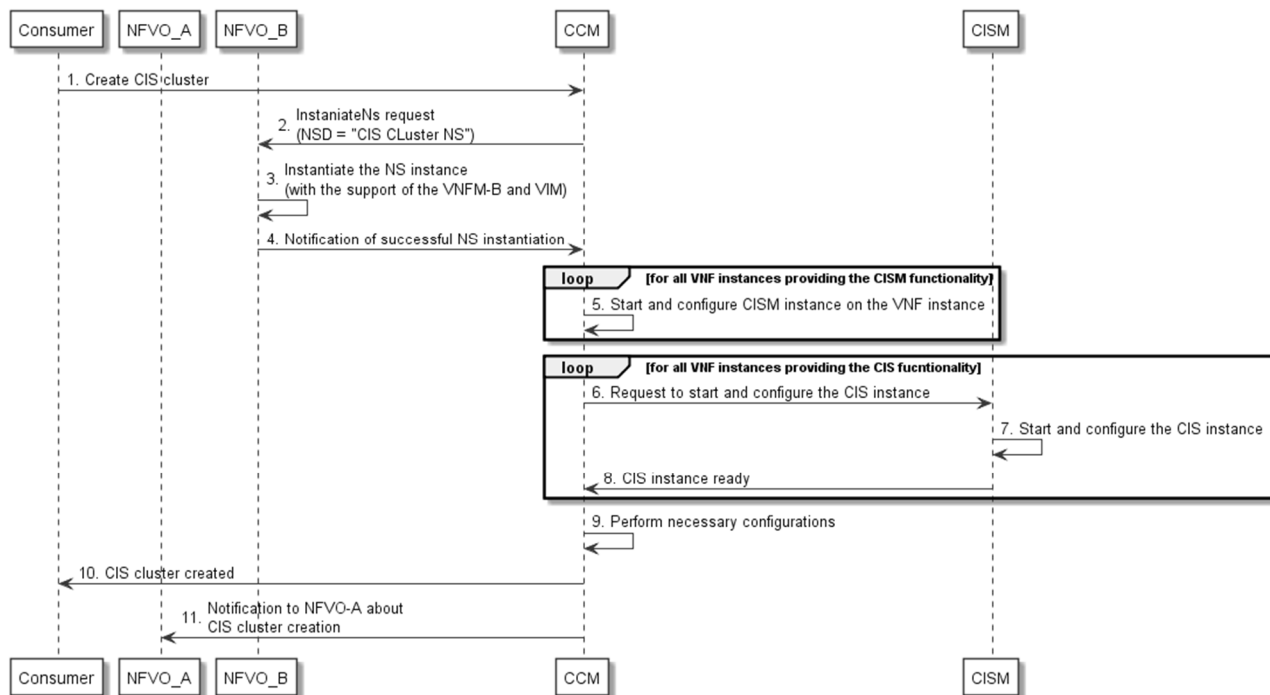 Consumer
NFVO_A
NFVO_B
CCM
CISM
1. Create CIS cluster
2. InstaniateNs request
(NSD = "CIS CLuster NS")
3. Instantiate the NS instance
(with the support of the VNFM-B and VIM)
4. Notification of successful NS instantiation
loop [for all VNF instances providing the CISM functionality]
5. Start and configure CISM instance on the VNF instance
loop [for all VNF instances providing the CIS fucntionality]
6. Request to start and configure the CIS instance
7. Start and configure the CIS instance
8. CIS instance ready
9. Perform necessary configurations
10. CIS cluster created
11. Notification to NFVO-A about
CIS cluster creation
Consumer
NFVO_A
NFVO_B
CCM
CISM